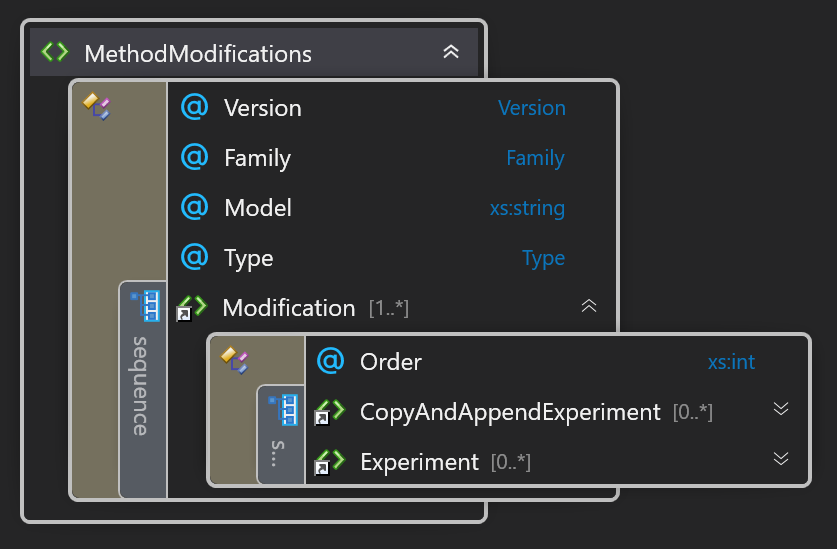 MethodModifications
@ Version Version
@ Family Family
@ Model xs:string
@ Type Type
sequence
Modification [1..*]
@ Order xs:int
s...
CopyAndAppendExperiment [0..*]
Experiment [0..*]